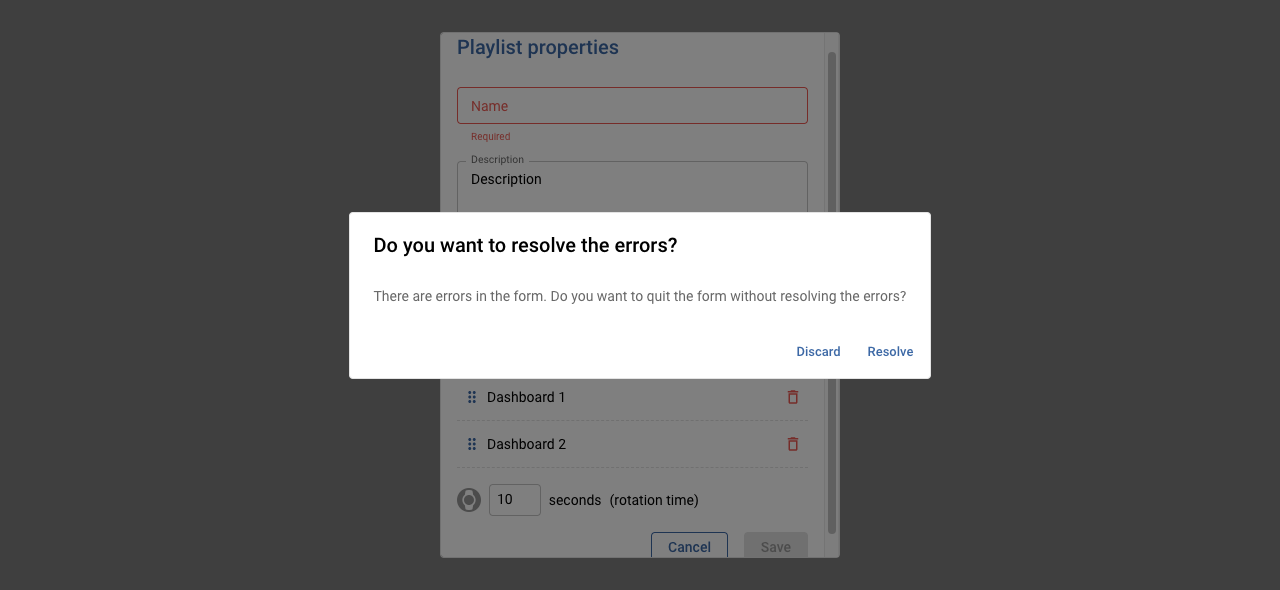 Playlist properties
Name
Required
Description
Description
Do you want to resolve the errors?
There are errors in the form. Do you want to quit the form without resolving the errors?
Discard Resolve
Dashboard 1
Dashboard 2
10 seconds (rotation time)
Cancel Save